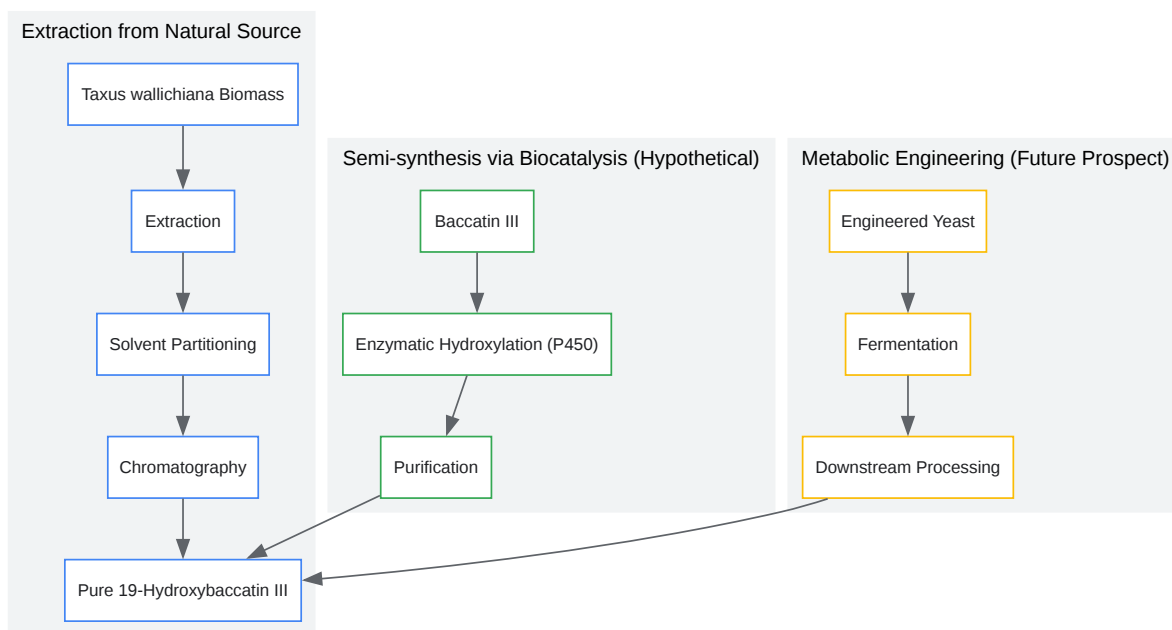 Extraction from Natural Source
Taxus wallichiana Biomass
Extraction
Solvent Partitioning
Chromatography
Pure 19-Hydroxybaccatin III
Semi-synthesis via Biocatalysis (Hypothetical)
Baccatin III
Enzymatic Hydroxylation (P450)
Purification
Metabolic Engineering (Future Prospect)
Engineered Yeast
Fermentation
Downstream Processing